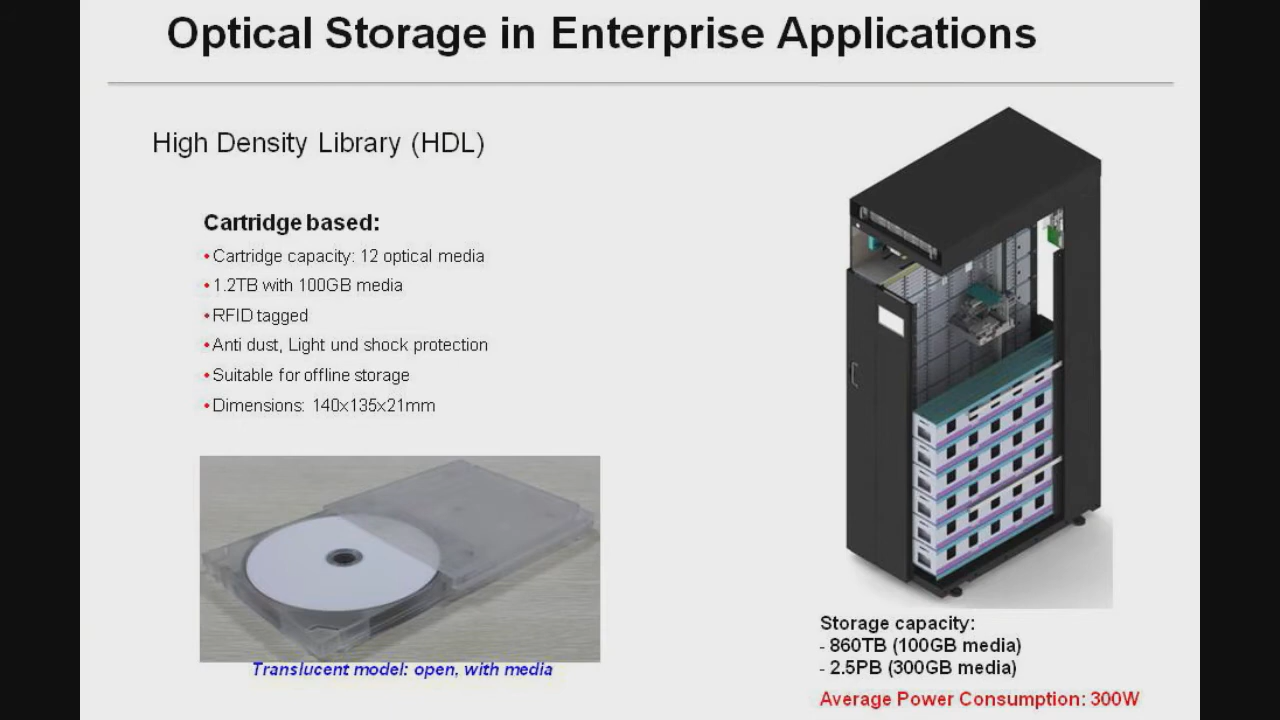 Optical Storage in Enterprise Applications
High Density Library (HDL)
Cartridge based:
•Cartridge capacity: 12 optical media
•1.2TB with 100GB media
•RFID tagged
•Anti dust, Light und shock protection
•Suitable for offline storage
•Dimensions: 140x135x21mm
Translucent model: open, with media
Storage capacity:
- 860TB (100GB media)
- 2.5PB (300GB media)
Average Power Consumption: 300W